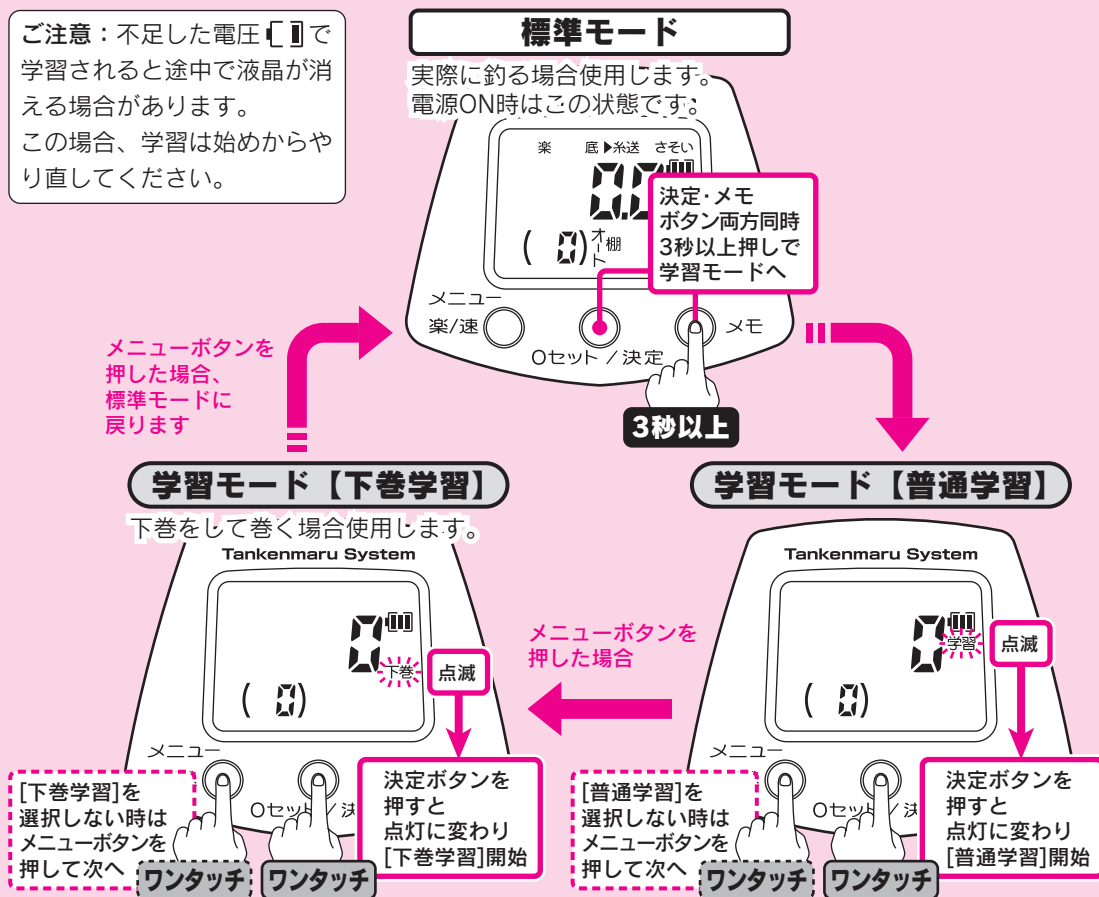 ご注意：不足した電圧で
学習されると途中で液晶が消
える場合があります。
この場合、学習は始めからや
り直してください。
標準モード
実際に釣る場合使用します。
電源ON時はこの状態です。
楽 底▶糸送 さそい
0.0
(0)オート棚
決定・メモ
ボタン両方同時
3秒以上押しで
学習モードへ
メニュー
楽/速
0セット/決定
メモ
3秒以上
メニューボタンを
押した場合、
標準モードに
戻ります
学習モード【普通学習】
Tankenmaru System
0
学習
点滅
(0)
メニュー
0セット/決
[普通学習]を
選択しない時は
メニューボタンを
押して次へ
ワンタッチ
ワンタッチ
決定ボタンを
押すと
点灯に変わり
[普通学習]開始
メニューボタンを
押した場合
学習モード【下巻学習】
下巻をして巻く場合使用します。
Tankenmaru System
0
下巻
点滅
(0)
メニュー
0セット/決
[下巻学習]を
選択しない時は
メニューボタンを
押して次へ
ワンタッチ
ワンタッチ
決定ボタンを
押すと
点灯に変わり
[下巻学習]開始